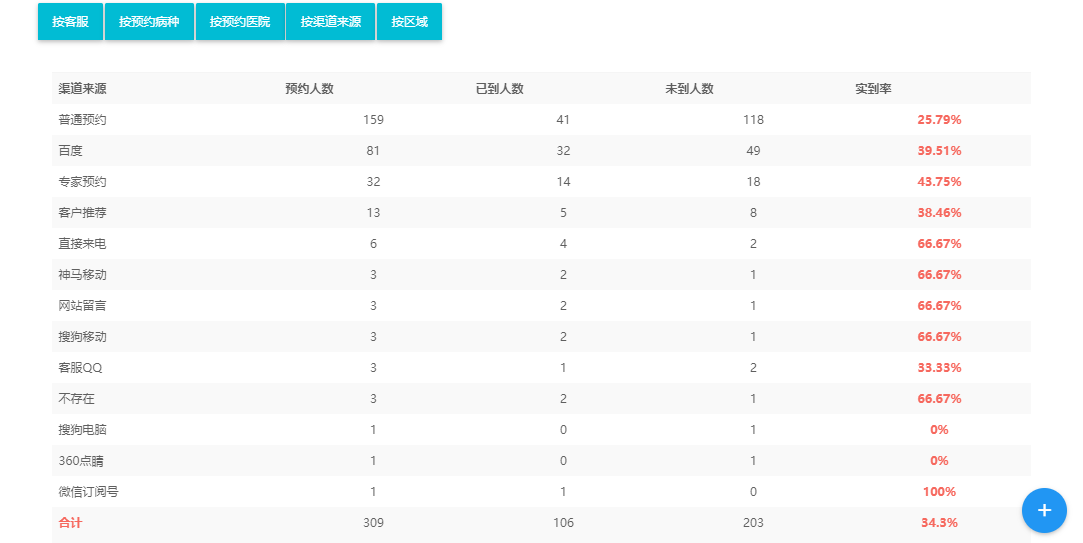 按客服 按预约病种 按预约医院 按渠道来源 按区域
渠道来源 预约人数 已到人数 未到人数 实到率
普通预约 159 41 118 25.79%
百度 81 32 49 39.51%
专家预约 32 14 18 43.75%
客户推荐 13 5 8 38.46%
直接来电 6 4 2 66.67%
神马移动 3 2 1 66.67%
网站留言 3 2 1 66.67%
搜狗移动 3 2 1 66.67%
客服QQ 3 1 2 33.33%
不存在 3 2 1 66.67%
搜狗电脑 1 0 1 0%
360点睛 1 0 1 0%
微信订阅号 1 1 0 100%
合计 309 106 203 34.3%
+